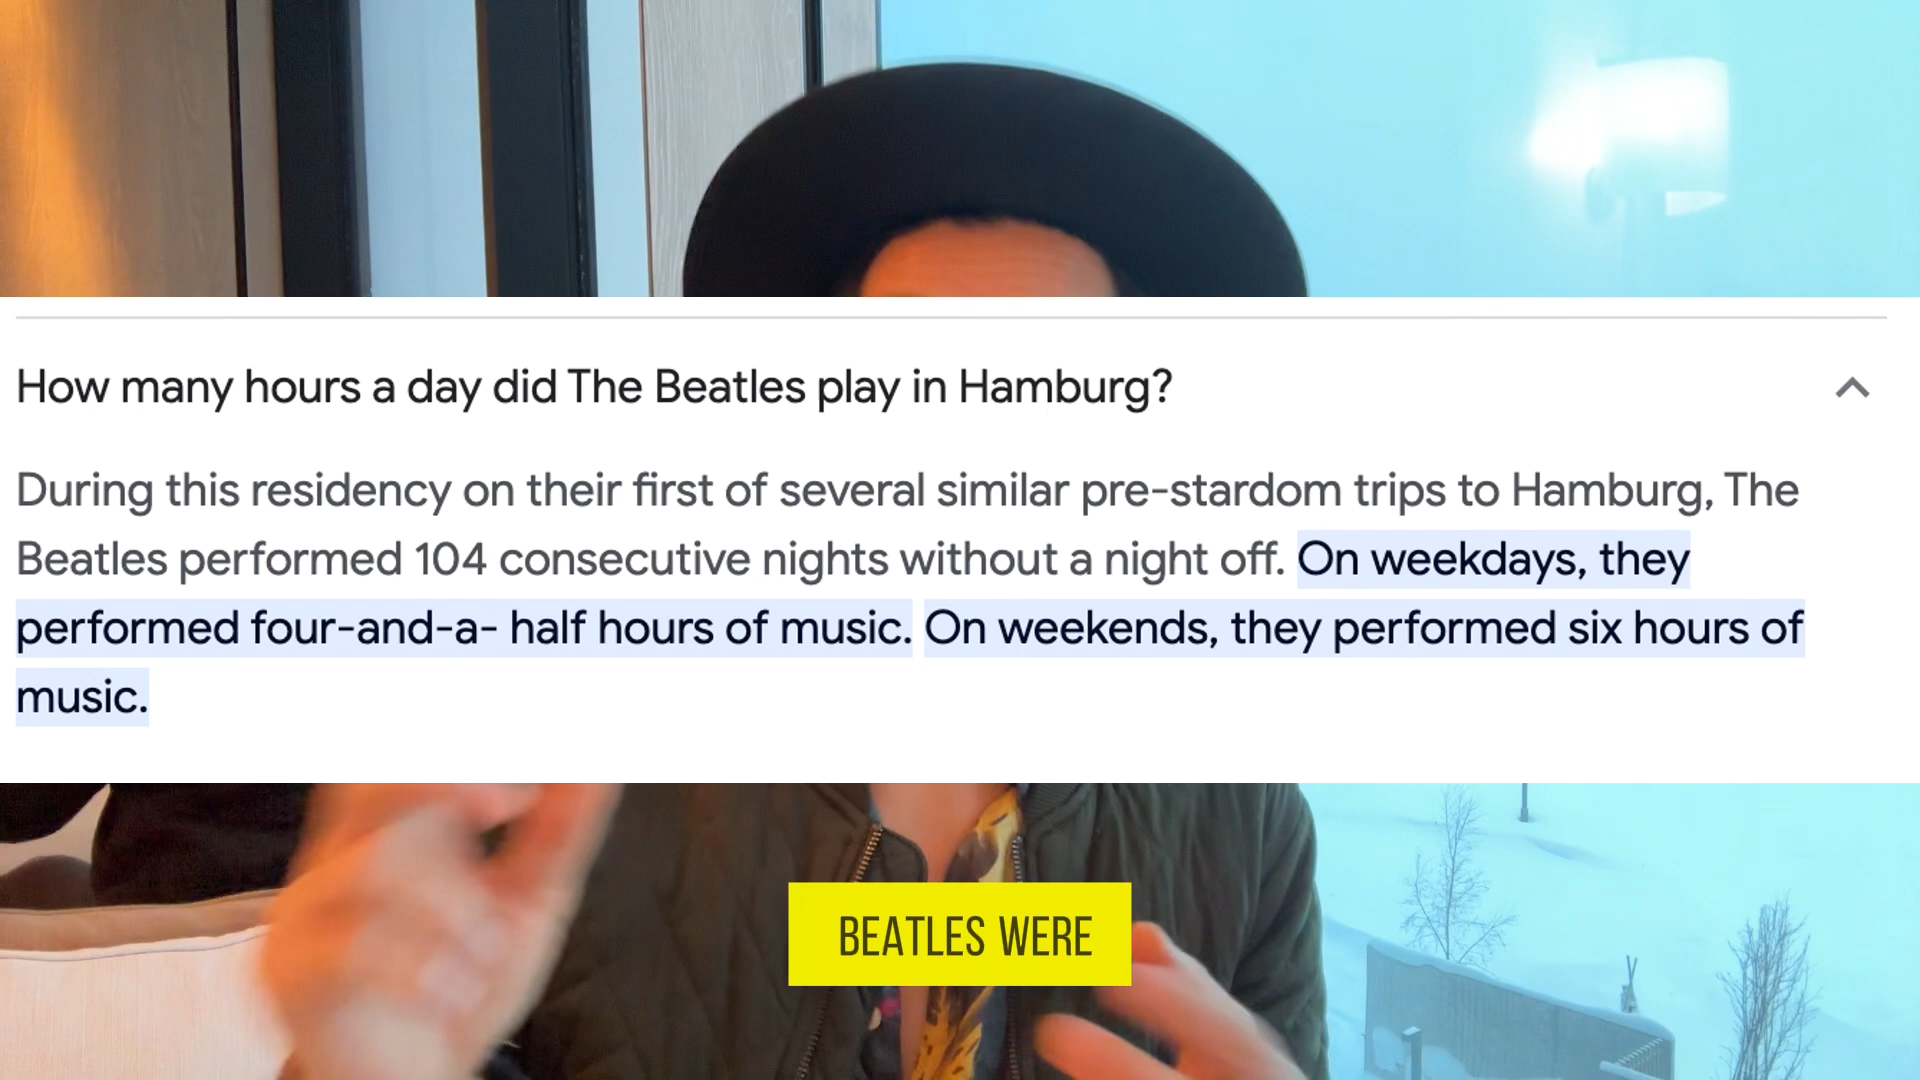 How many hours a day did The Beatles play in Hamburg?
During this residency on their first of several similar pre-stardom trips to Hamburg, The
Beatles performed 104 consecutive nights without a night off. On weekdays, they
performed four-and-a- half hours of music. On weekends, they performed six hours of
music.
BEATLES WERE